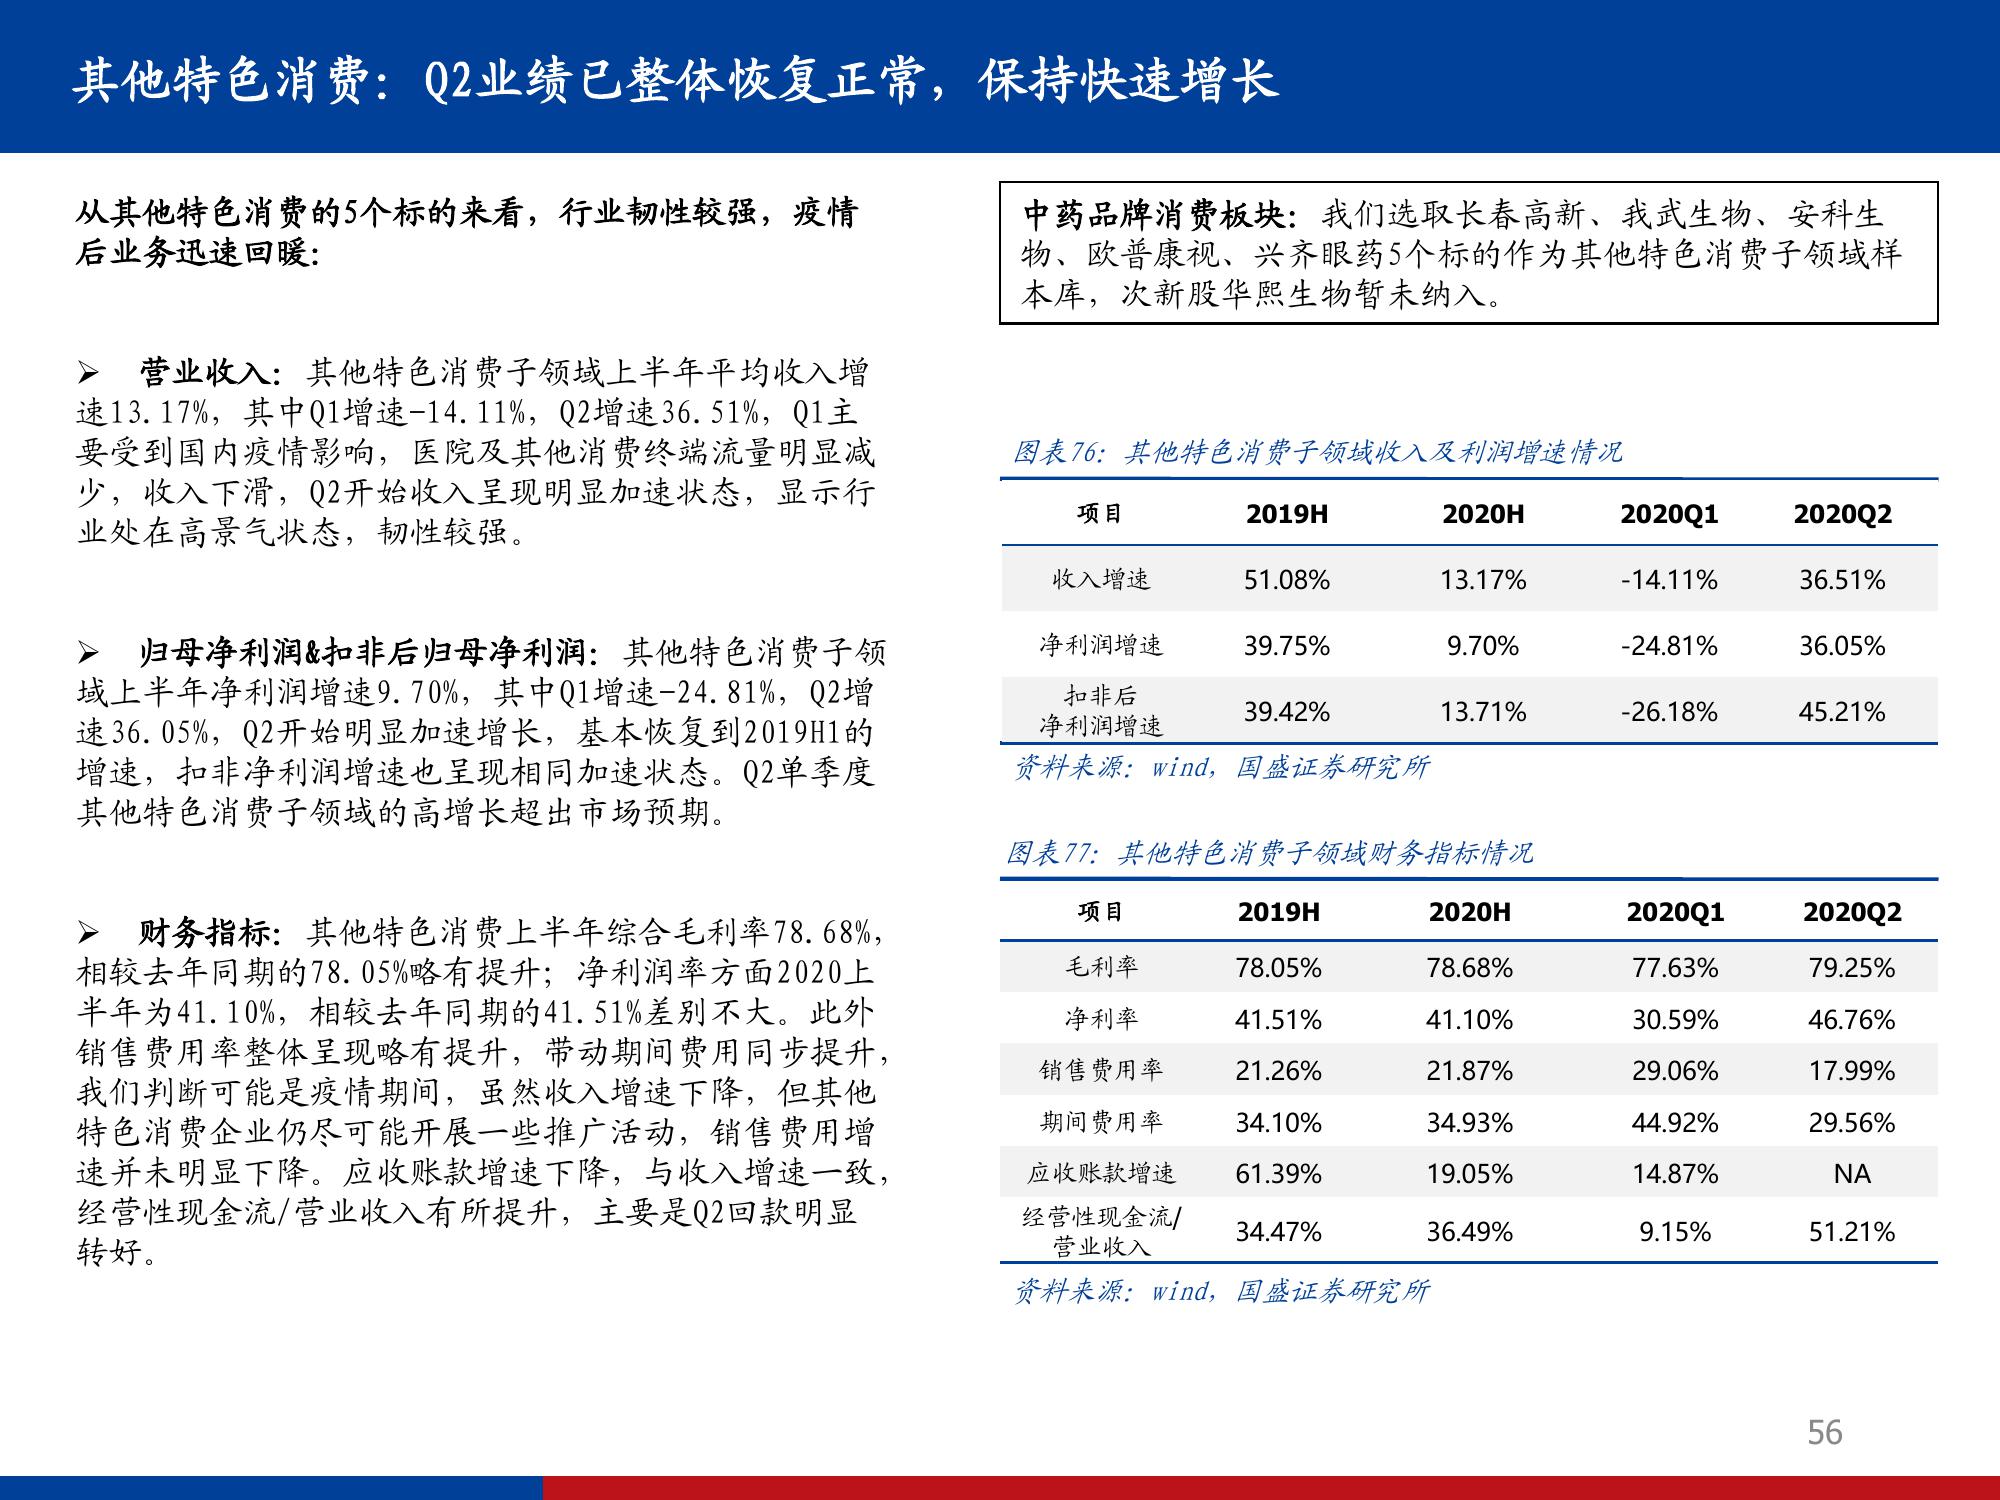 其他特色消费：Q2业绩已整体恢复正常，保持快速增长
从其他特色消费的5个标的来看，行业韧性较强，疫情
后业务迅速回暖：
➢ 营业收入：其他特色消费子领域上半年平均收入增
速13.17%，其中Q1增速-14.11%，Q2增速36.51%，Q1主
要受到国内疫情影响，医院及其他消费终端流量明显减
少，收入下滑，Q2开始收入呈现明显加速状态，显示行
业处在高景气状态，韧性较强。
➢ 归母净利润&扣非后归母净利润：其他特色消费子领
域上半年净利润增速9.70%，其中Q1增速-24.81%，Q2增
速36.05%，Q2开始明显加速增长，基本恢复到2019H1的
增速，扣非净利润增速也呈现相同加速状态。Q2单季度
其他特色消费子领域的高增长超出市场预期。
➢ 财务指标：其他特色消费上半年综合毛利率78.68%，
相较去年同期的78.05%略有提升；净利润率方面2020上
半年为41.10%，相较去年同期的41.51%差别不大。此外
销售费用率整体呈现略有提升，带动期间费用同步提升，
我们判断可能是疫情期间，虽然收入增速下降，但其他
特色消费企业仍尽可能开展一些推广活动，销售费用增
速并未明显下降。应收账款增速下降，与收入增速一致，
经营性现金流/营业收入有所提升，主要是Q2回款明显
转好。
中药品牌消费板块：我们选取长春高新、我武生物、安科生
物、欧普康视、兴齐眼药5个标的作为其他特色消费子领域样
本库，次新股华熙生物暂未纳入。
图表76：其他特色消费子领域收入及利润增速情况
项目 2019H 2020H 2020Q1 2020Q2
收入增速 51.08% 13.17% -14.11% 36.51%
净利润增速 39.75% 9.70% -24.81% 36.05%
扣非后
净利润增速 39.42% 13.71% -26.18% 45.21%
资料来源：wind，国盛证券研究所
图表77：其他特色消费子领域财务指标情况
项目 2019H 2020H 2020Q1 2020Q2
毛利率 78.05% 78.68% 77.63% 79.25%
净利率 41.51% 41.10% 30.59% 46.76%
销售费用率 21.26% 21.87% 29.06% 17.99%
期间费用率 34.10% 34.93% 44.92% 29.56%
应收账款增速 61.39% 19.05% 14.87% NA
经营性现金流/
营业收入 34.47% 36.49% 9.15% 51.21%
资料来源：wind，国盛证券研究所
56